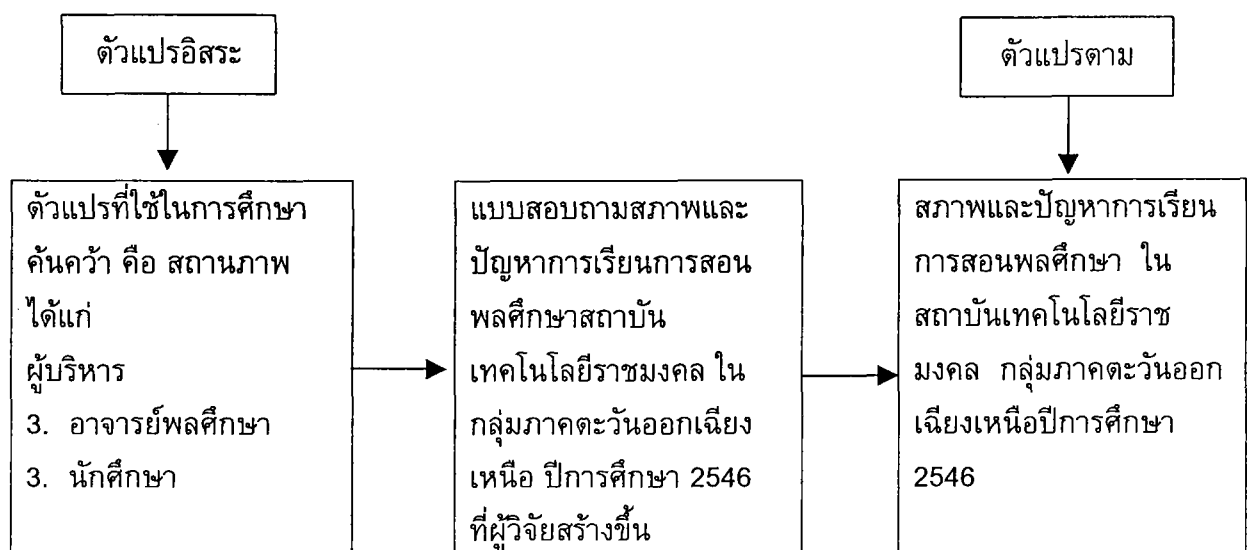 ตัวแปรอิสระ
ตัวแปรตาม
ตัวแปรที่ใช้ในการศึกษา
ค้นคว้า คือ สถานภาพ
ได้แก่
ผู้บริหาร
3. อาจารย์พลศึกษา
3. นักศึกษา
แบบสอบถามสภาพและ
ปัญหาการเรียนการสอน
พลศึกษาสถาบัน
เทคโนโลยีราชมงคล ใน
กลุ่มภาคตะวันออกเฉียง
เหนือ ปีการศึกษา 2546
ที่ผู้วิจัยสร้างขึ้น
สภาพและปัญหาการเรียน
การสอนพลศึกษา ใน
สถาบันเทคโนโลยีราช
มงคล กลุ่มภาคตะวันออก
เฉียงเหนือปีการศึกษา
2546